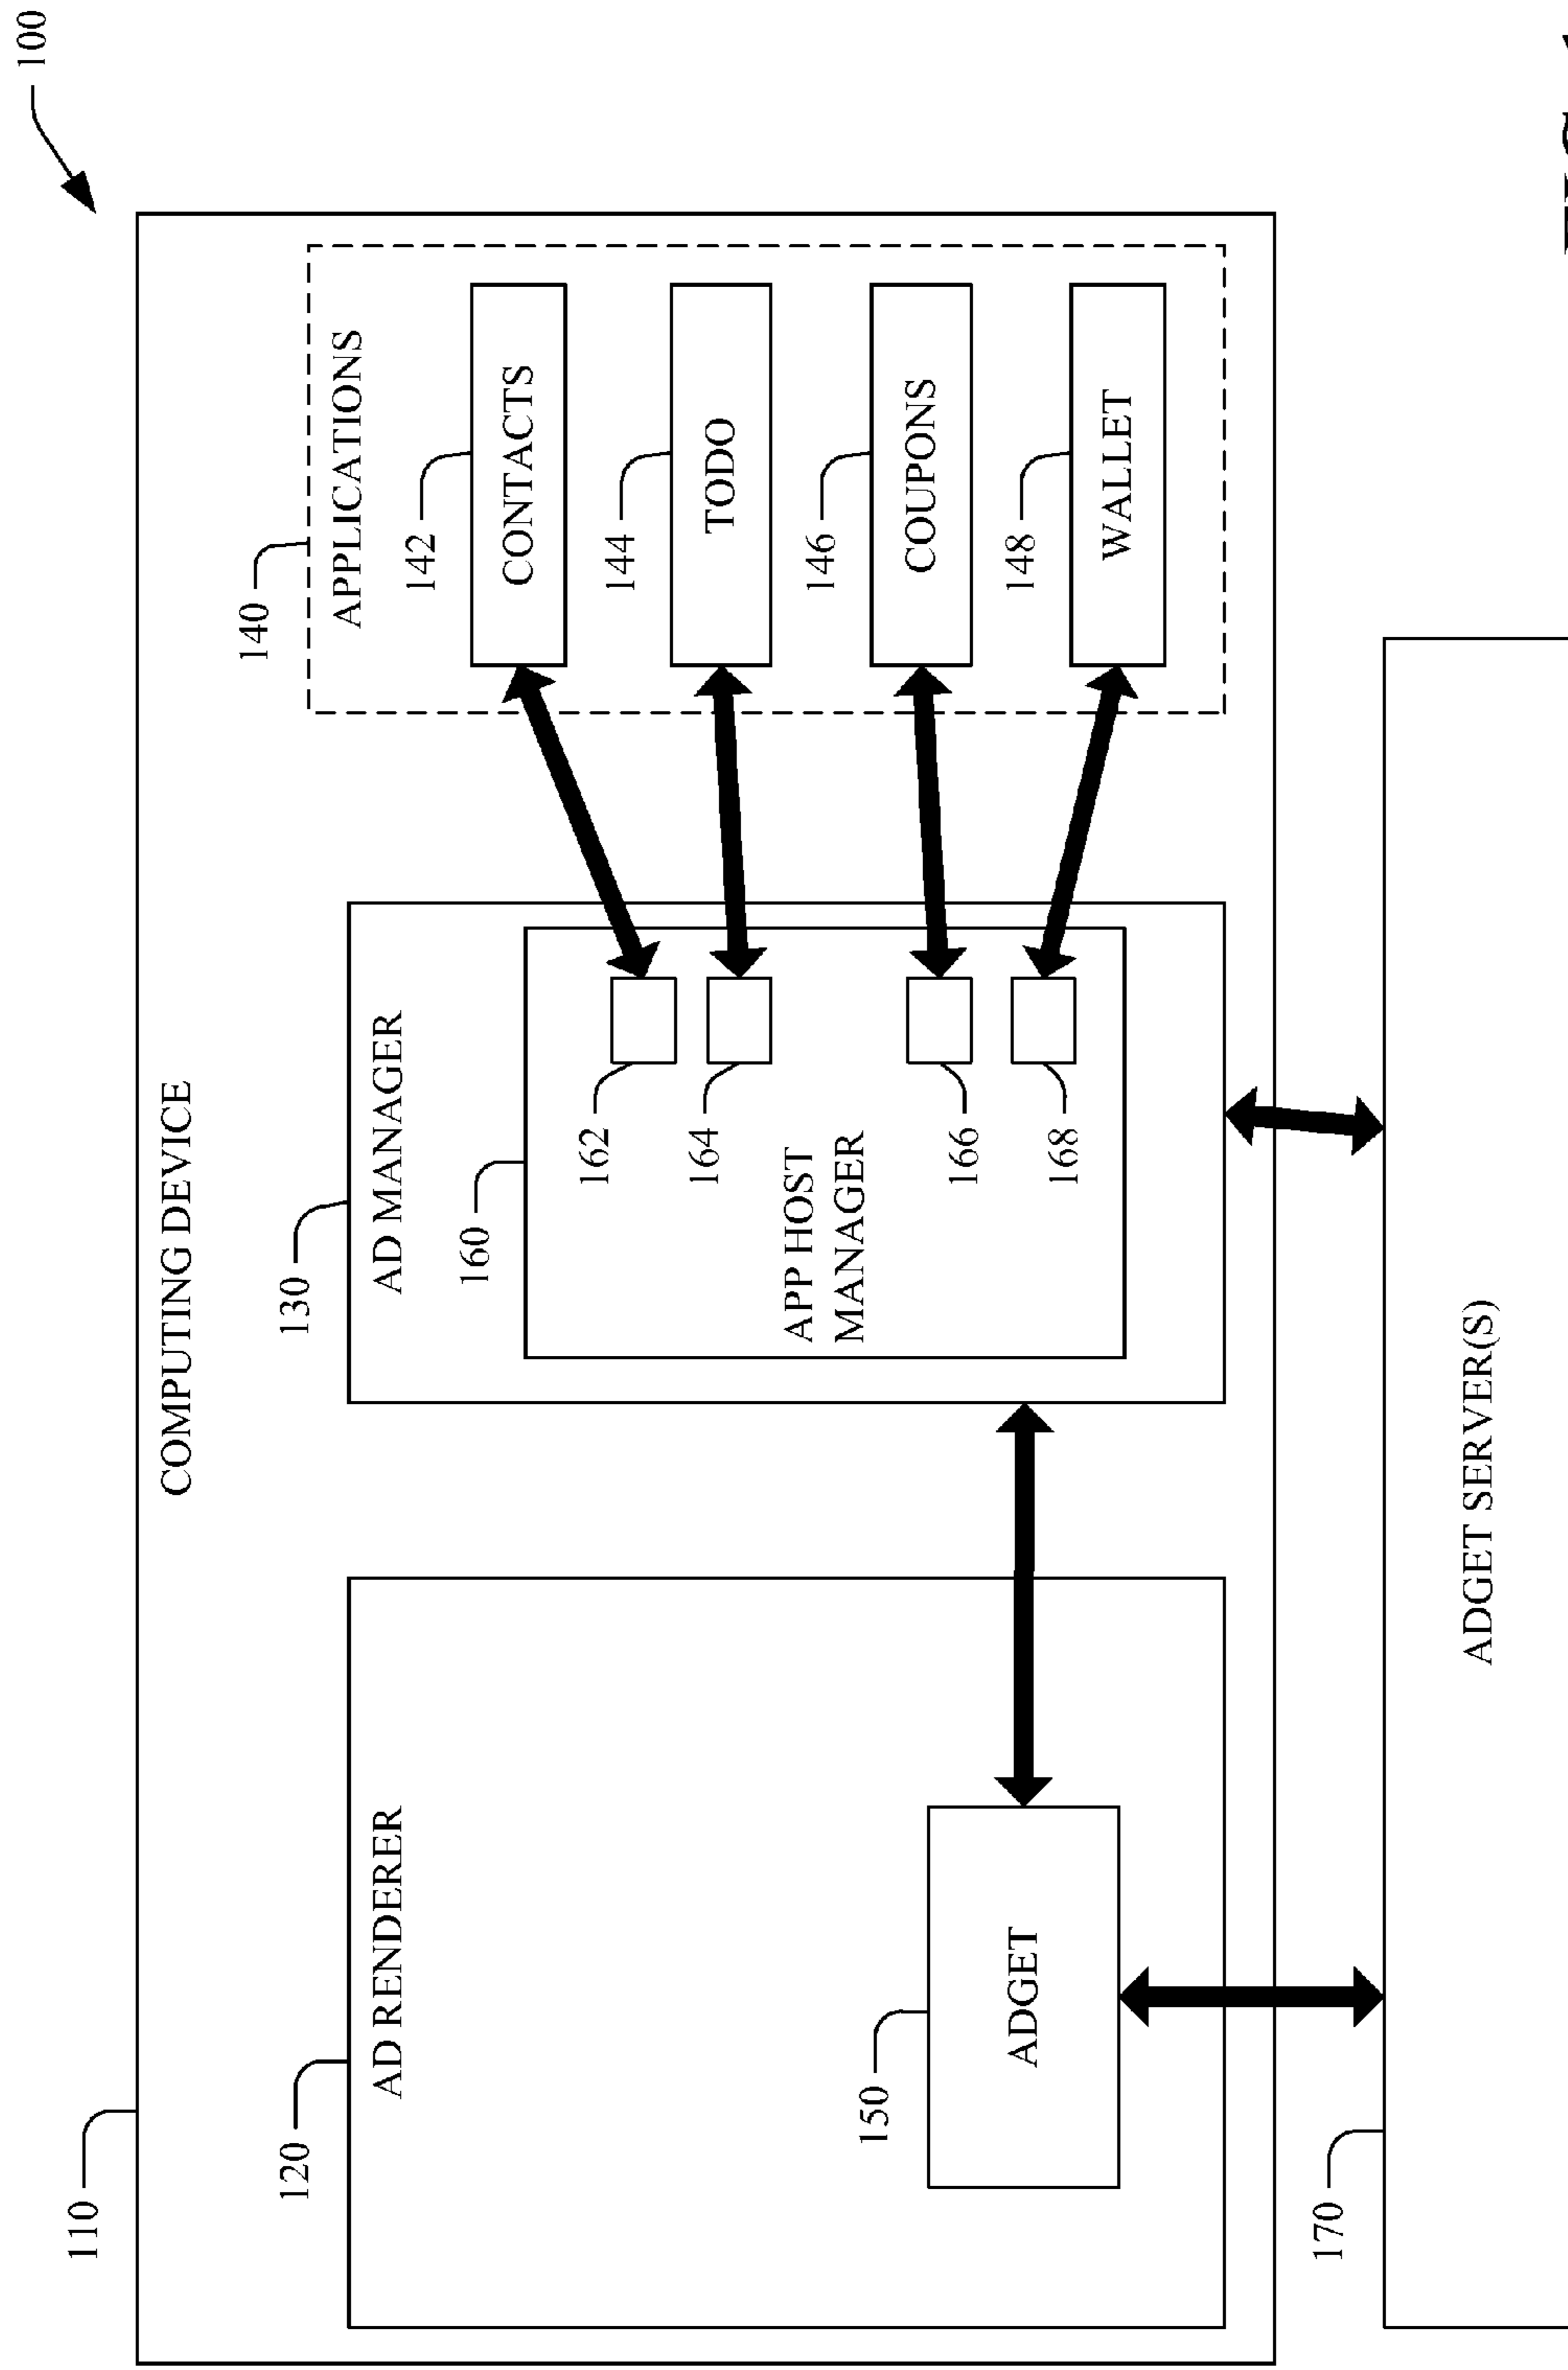 100
110
COMPUTING DEVICE
120
AD RENDERER
130
AD MANAGER
140
APPLICATIONS
142
CONTACTS
144
TODO
146
COUPONS
148
WALLET
160
162
164
APP HOST
MANAGER
166
168
150
ADGET
170
ADGET SERVER(S)